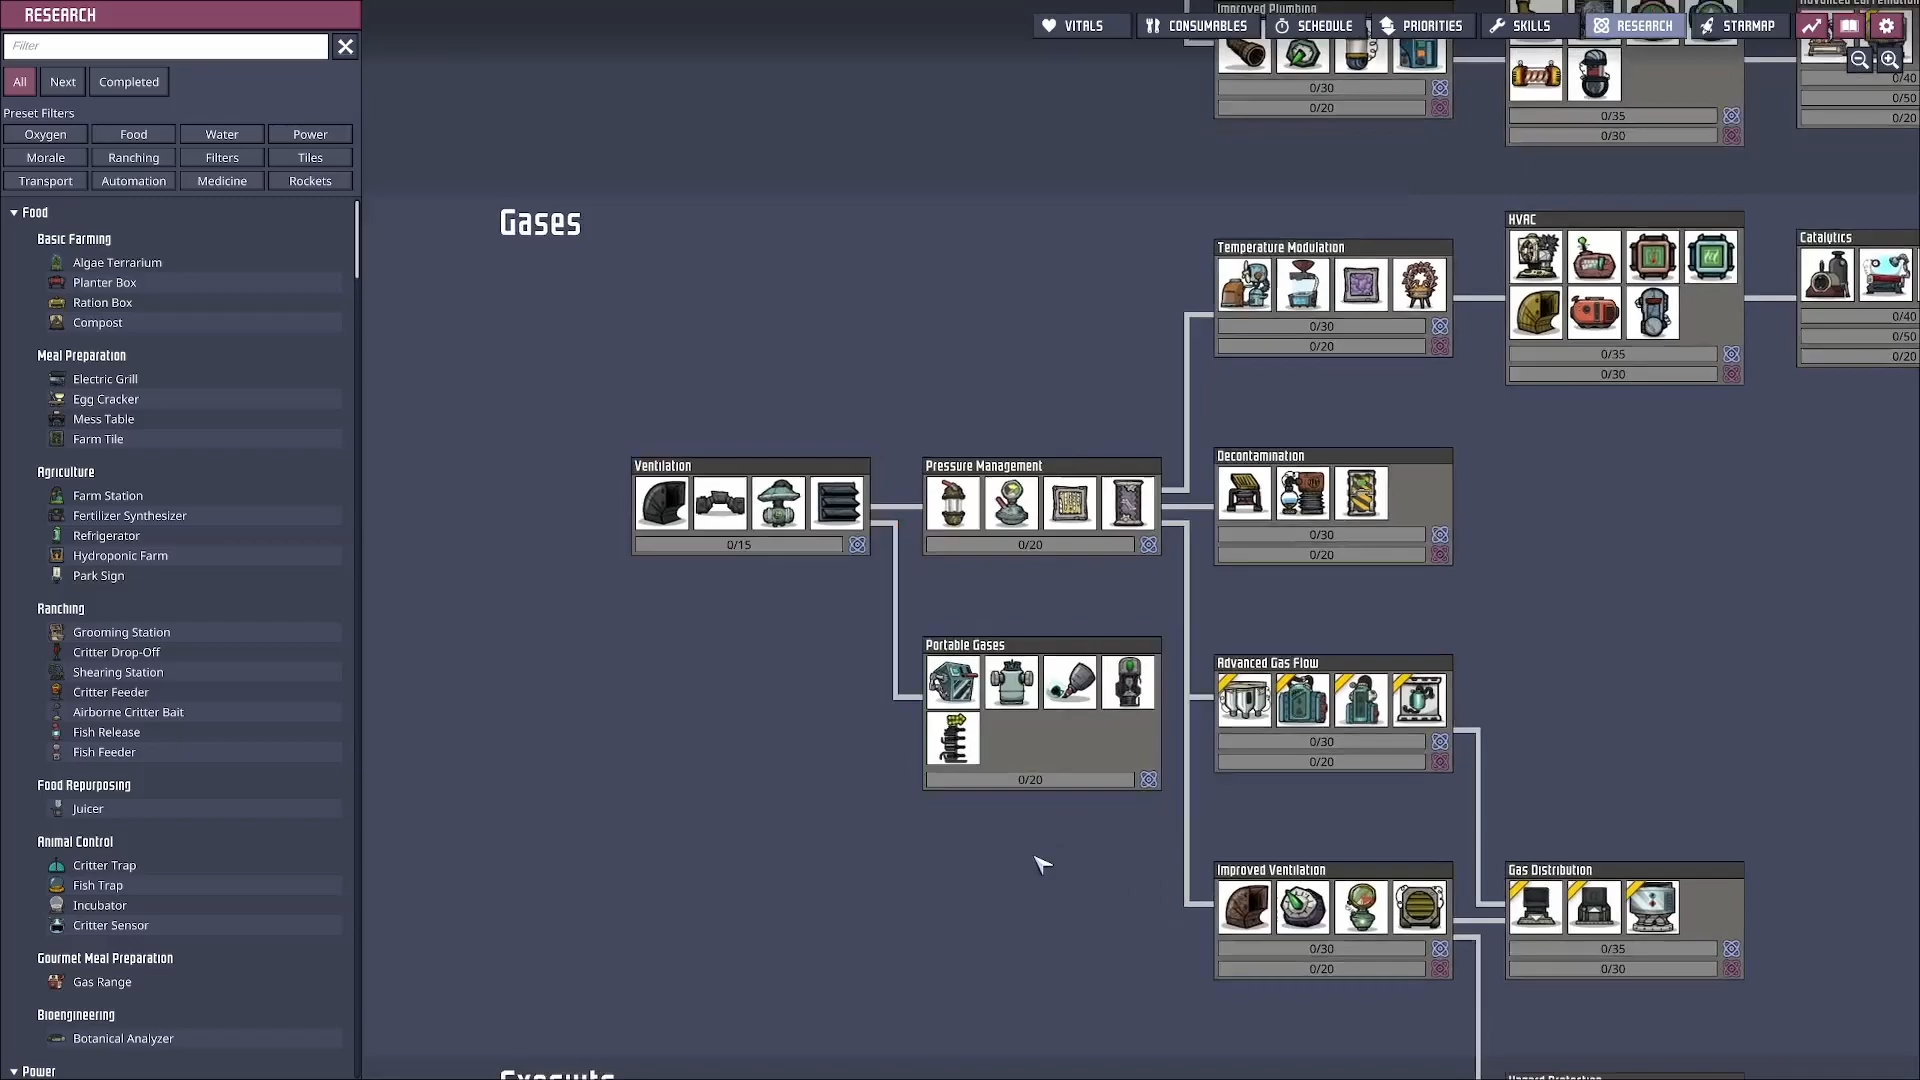 RESEARCH
Filter
All
Next
Completed
Preset Filters
Oxygen
Food
Water
Power
Morale
Ranching
Filters
Tiles
Transport
Automation
Medicine
Rockets
Food
Basic Farming
Algae Terrarium
Planter Box
Ration Box
Compost
Meal Preparation
Electric Grill
Egg Cracker
Mess Table
Farm Tile
Agriculture
Farm Station
Fertilizer Synthesizer
Refrigerator
Hydroponic Farm
Park Sign
Ranching
Grooming Station
Critter Drop-Off
Shearing Station
Critter Feeder
Airborne Critter Bait
Fish Release
Fish Feeder
Food Repurposing
Juicer
Animal Control
Critter Trap
Fish Trap
Incubator
Critter Sensor
Gourmet Meal Preparation
Gas Range
Bioengineering
Botanical Analyzer
Power
VITALS
CONSUMABLES
SCHEDULE
PRIORITIES
SKILLS
RESEARCH
STARMAP
Improved Plumbing
0/30
0/20
0/35
0/30
0/40
0/50
0/20
Gases
Temperature Modulation
0/30
0/20
HVAC
0/35
0/30
Catalytics
0/40
0/50
0/20
Ventilation
0/15
Pressure Management
0/20
Decontamination
0/30
0/20
Portable Gases
0/20
Advanced Gas Flow
0/30
0/20
Improved Ventilation
0/30
0/20
Gas Distribution
0/35
0/30